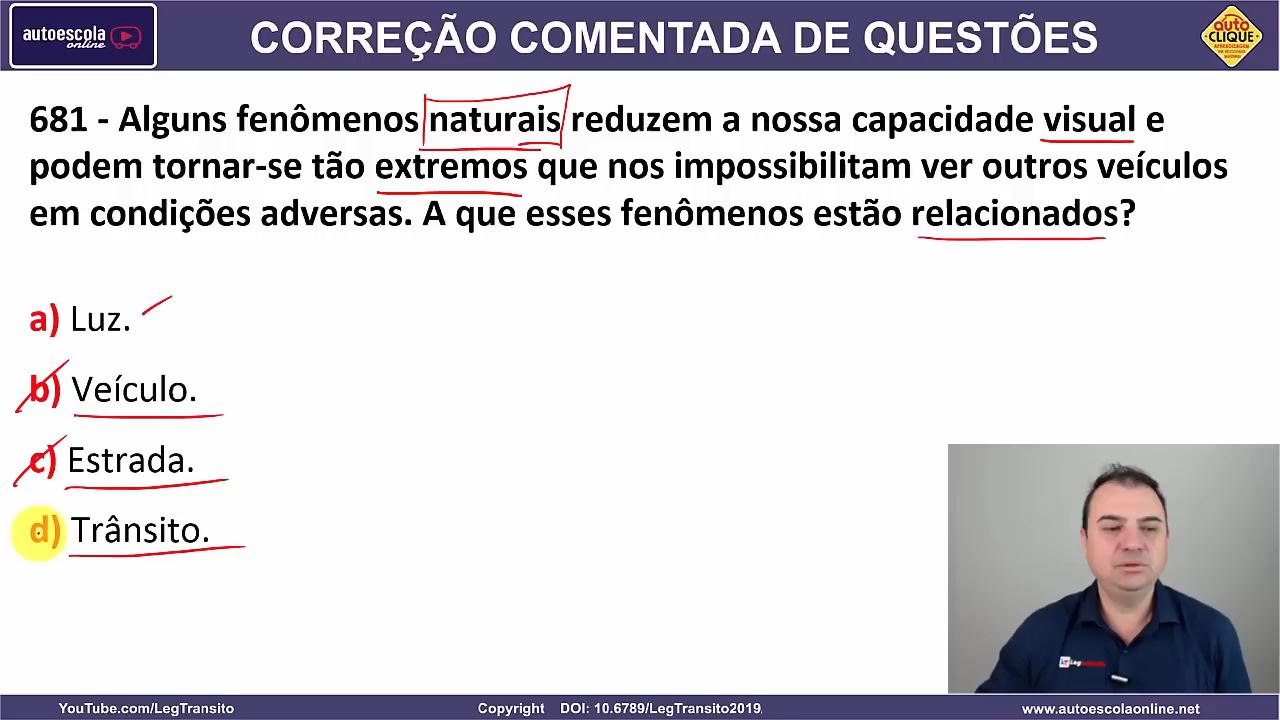 autoescola
online
CORREÇÃO COMENTADA DE QUESTÕES
auto
CLIQUE
681 - Alguns fenômenos naturais reduzem a nossa capacidade visual e
podem tornar-se tão extremos que nos impossibilitam ver outros veículos
em condições adversas. A que esses fenômenos estão relacionados?
a) Luz.
b) Veículo.
c) Estrada.
d) Trânsito.
YouTube.com/LegTransito
Copyright DOI: 10.6789/LegTransito2019.
www.autoescolaonline.net